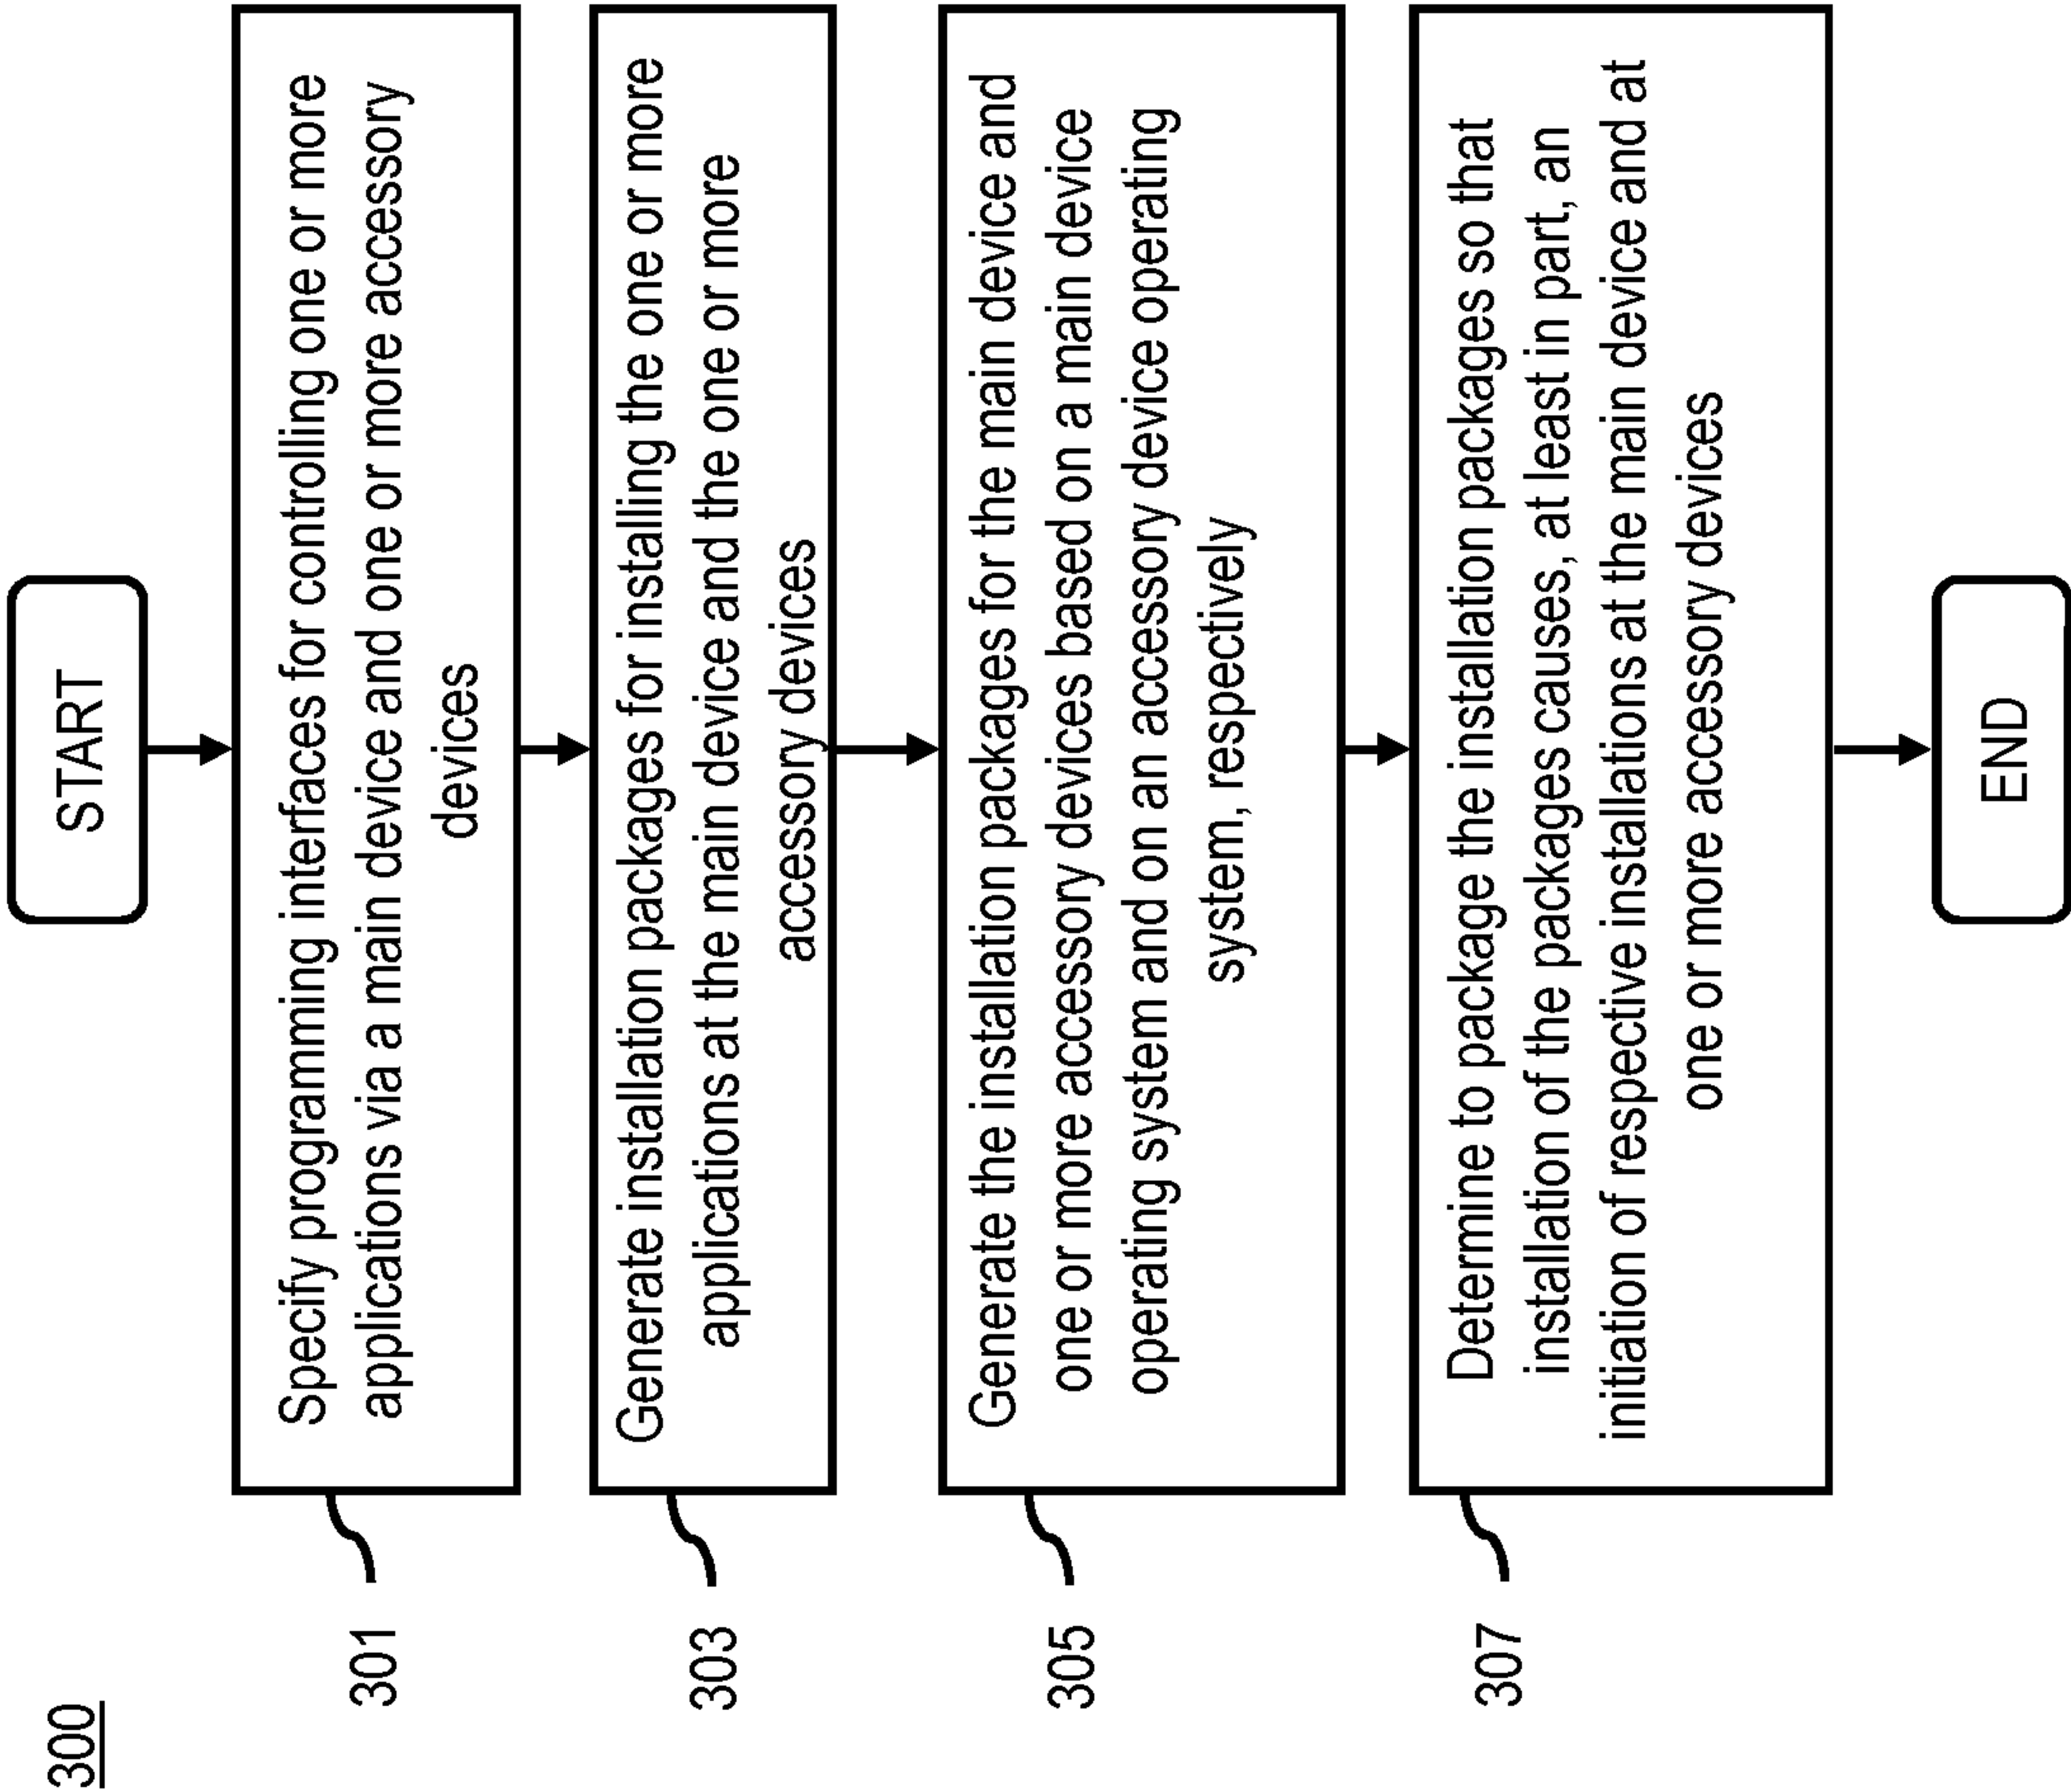 300
START
301
Specify programming interfaces for controlling one or more
applications via a main device and one or more accessory
devices
303
Generate installation packages for installing the one or more
applications at the main device and the one or more
accessory devices
305
Generate the installation packages for the main device and
one or more accessory devices based on a main device
operating system and on an accessory device operating
system, respectively
307
Determine to package the installation packages so that
installation of the packages causes, at least in part, an
initiation of respective installations at the main device and at
one or more accessory devices
END